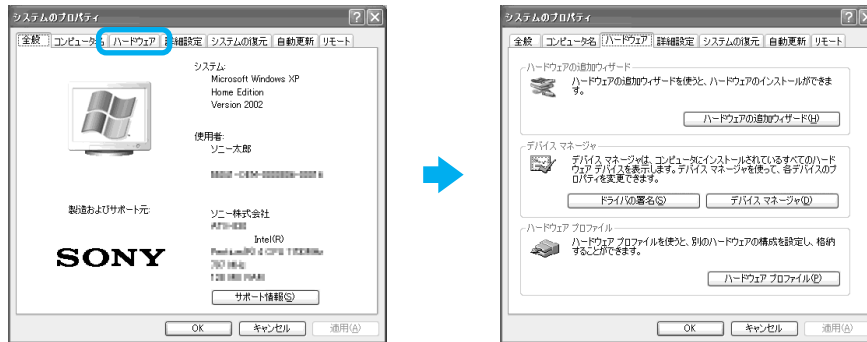 システムのプロパティ
全般 コンピュータ名 ハードウェア 詳細設定 システムの復元 自動更新 リモート
システム:
Microsoft Windows XP
Home Edition
Version 2002
使用者:
ソニー太郎
製造およびサポート元:
ソニー株式会社
Intel(R)
SONY
サポート情報(S)
OK キャンセル 適用(A)
システムのプロパティ
全般 コンピュータ名 ハードウェア 詳細設定 システムの復元 自動更新 リモート
ハードウェアの追加ウィザード
ハードウェアの追加ウィザードを使うと、ハードウェアのインストールができま
す。
ハードウェアの追加ウィザード(H)
デバイス マネージャ
デバイス マネージャは、コンピュータにインストールされているすべてのハード
ウェア デバイスを表示します。デバイス マネージャを使って、各デバイスのプ
ロパティを変更できます。
ドライバの署名(S) デバイス マネージャ(D)
ハードウェア プロファイル
ハードウェア プロファイルを使うと、別のハードウェアの構成を設定し、格納
することができます。
ハードウェア プロファイル(P)
OK キャンセル 適用(A)